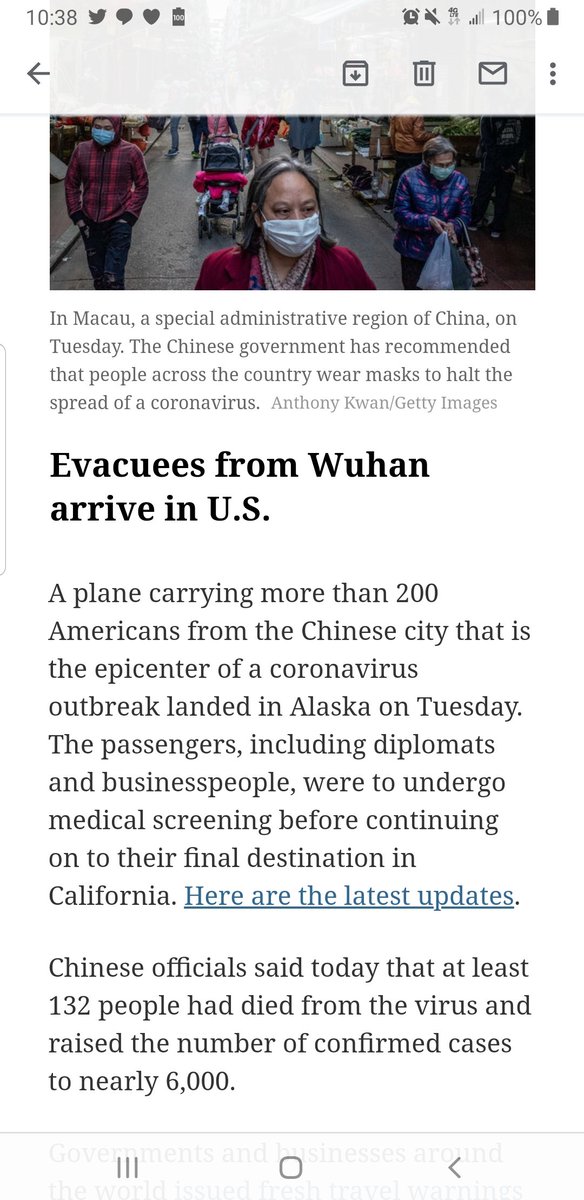 10:38
100
4G
100%
In Macau, a special administrative region of China, on
Tuesday. The Chinese government has recommended
that people across the country wear masks to halt the
spread of a coronavirus. Anthony Kwan/Getty Images
Evacuees from Wuhan
arrive in U.S.
A plane carrying more than 200
Americans from the Chinese city that is
the epicenter of a coronavirus
outbreak landed in Alaska on Tuesday.
The passengers, including diplomats
and businesspeople, were to undergo
medical screening before continuing
on to their final destination in
California. Here are the latest updates.
Chinese officials said today that at least
132 people had died from the virus and
raised the number of confirmed cases
to nearly 6,000.
Governments and businesses around
the world issued fresh travel warnings